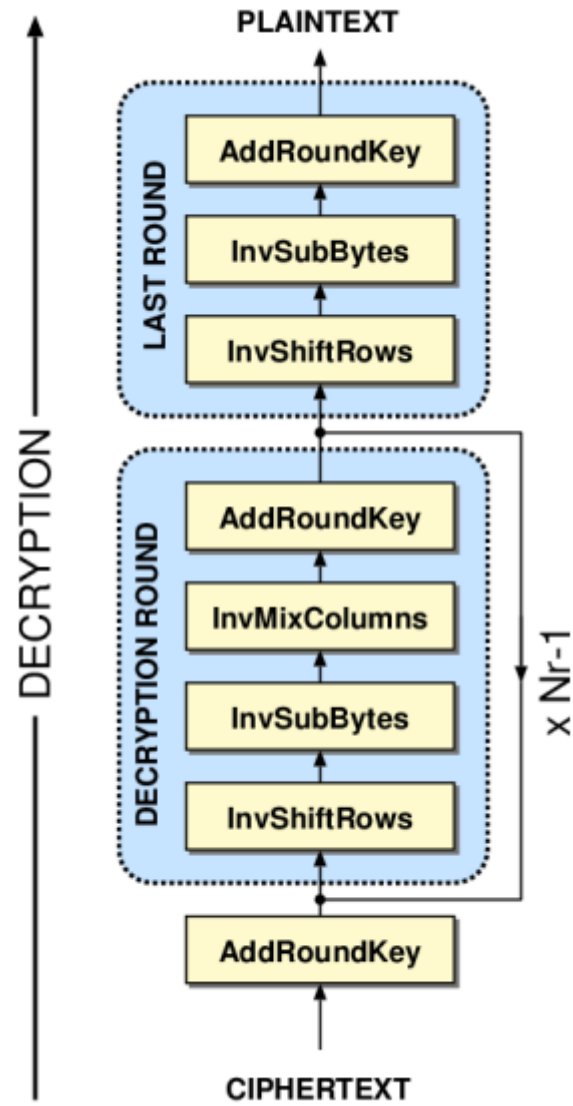 PLAINTEXT
AddRoundKey
InvSubBytes
InvShiftRows
LAST ROUND
AddRoundKey
InvMixColumns
InvSubBytes
InvShiftRows
DECRYPTION ROUND
x Nr-1
AddRoundKey
CIPHERTEXT
DECRYPTION